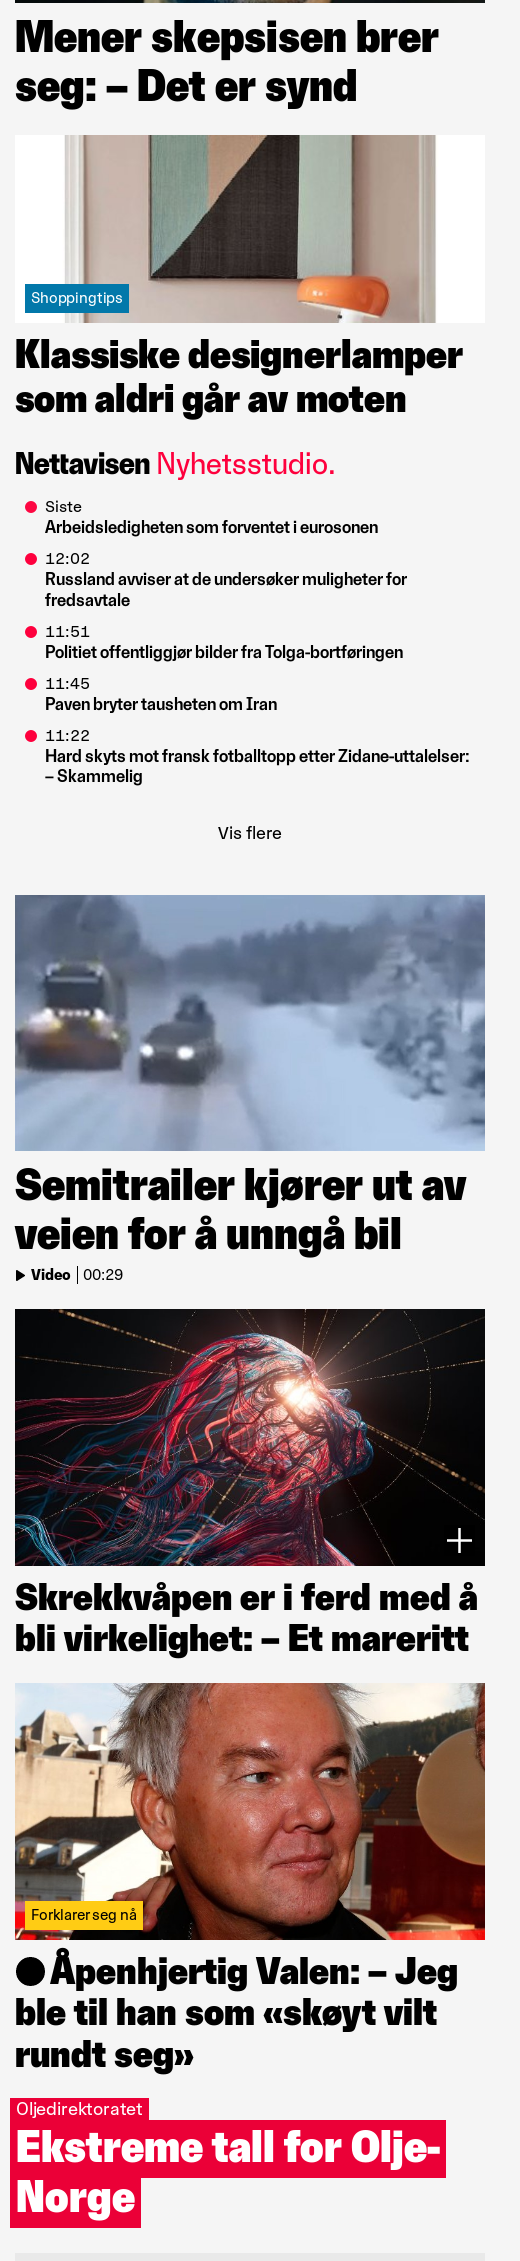 Mener skepsisen brer
seg: – Det er synd
Shoppingtips
Klassiske designerlamper
som aldri går av moten
Nettavisen Nyhetsstudio.
Siste
Arbeidsledigheten som forventet i eurosonen
12:02
Russland avviser at de undersøker muligheter for
fredsavtale
11:51
Politiet offentliggjør bilder fra Tolga-bortføringen
11:45
Paven bryter tausheten om Iran
11:22
Hard skyts mot fransk fotballtopp etter Zidane-uttalelser:
– Skammelig
Vis flere
Semitrailer kjører ut av
veien for å unngå bil
Video | 00:29
Skrekkvåpen er i ferd med å
bli virkelighet: – Et mareritt
Forklarer seg nå
Åpenhjertig Valen: – Jeg
ble til han som «skøyt vilt
rundt seg»
Oljedirektoratet
Ekstreme tall for Olje-
Norge